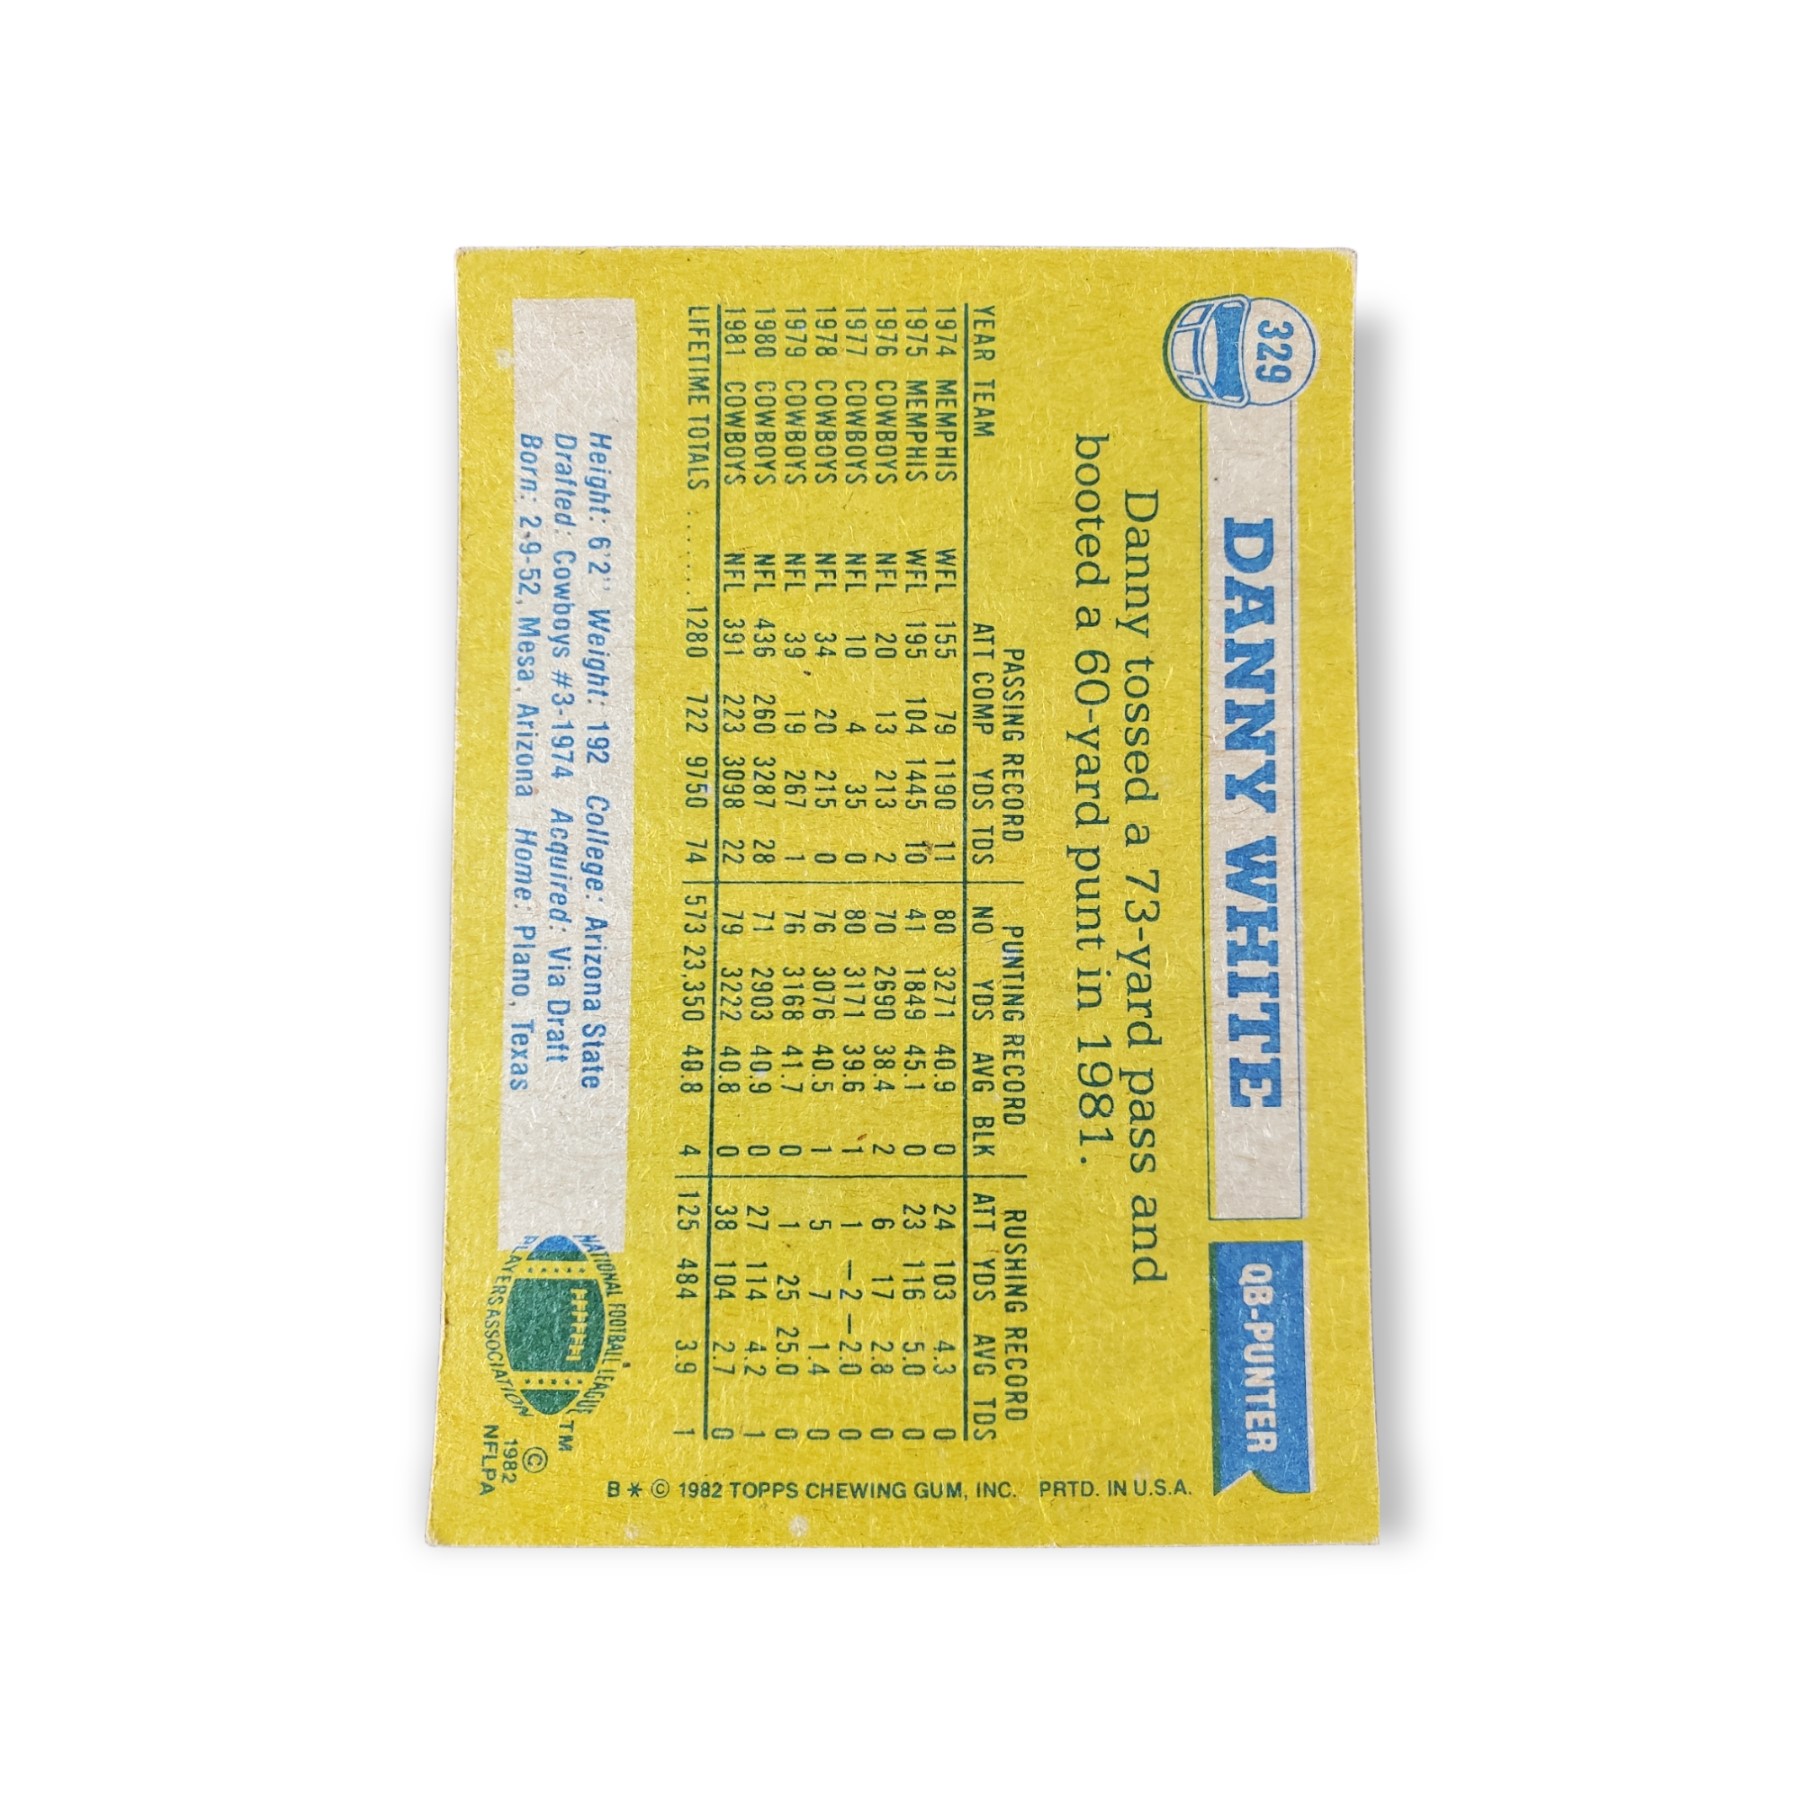 329
DANNY WHITE
QB-PUNTER
Danny tossed a 73-yard pass and
booted a 60-yard punt in 1981.
PASSING RECORD PUNTING RECORD RUSHING RECORD
YEAR TEAM ATT COMP YDS TDS NO YDS AVG BLK ATT YDS AVG TDS
1974 MEMPHIS WFL 155 79 1190 11 80 3271 40.9 0 24 103 4.3 0
1975 MEMPHIS WFL 195 104 1445 10 41 1849 45.1 0 23 116 5.0 0
1976 COWBOYS NFL 20 13 213 2 70 2690 38.4 2 6 17 2.8 0
1977 COWBOYS NFL 10 4 35 0 80 3171 39.6 1 1 —2 —2.0 0
1978 COWBOYS NFL 34 20 215 0 76 3076 40.5 1 5 7 1.4 0
1979 COWBOYS NFL 39 19 267 1 76 3168 41.7 0 1 25 25.0 0
1980 COWBOYS NFL 436 260 3287 28 71 2903 40.9 0 27 114 4.2 1
1981 COWBOYS NFL 391 223 3098 22 79 3222 40.8 0 38 104 2.7 0
LIFETIME TOTALS ....... 1280 722 9750 74 573 23,350 40.8 4 125 484 3.9 1
Height: 6'2'' Weight: 192 College: Arizona State
Drafted: Cowboys #3-1974 Acquired: Via Draft
Born: 2-9-52, Mesa, Arizona Home: Plano, Texas
NATIONAL FOOTBALL LEAGUE
PLAYERS ASSOCIATION
TM
©
1982
NFLPA
B * © 1982 TOPPS CHEWING GUM, INC. PRTD. IN U.S.A.